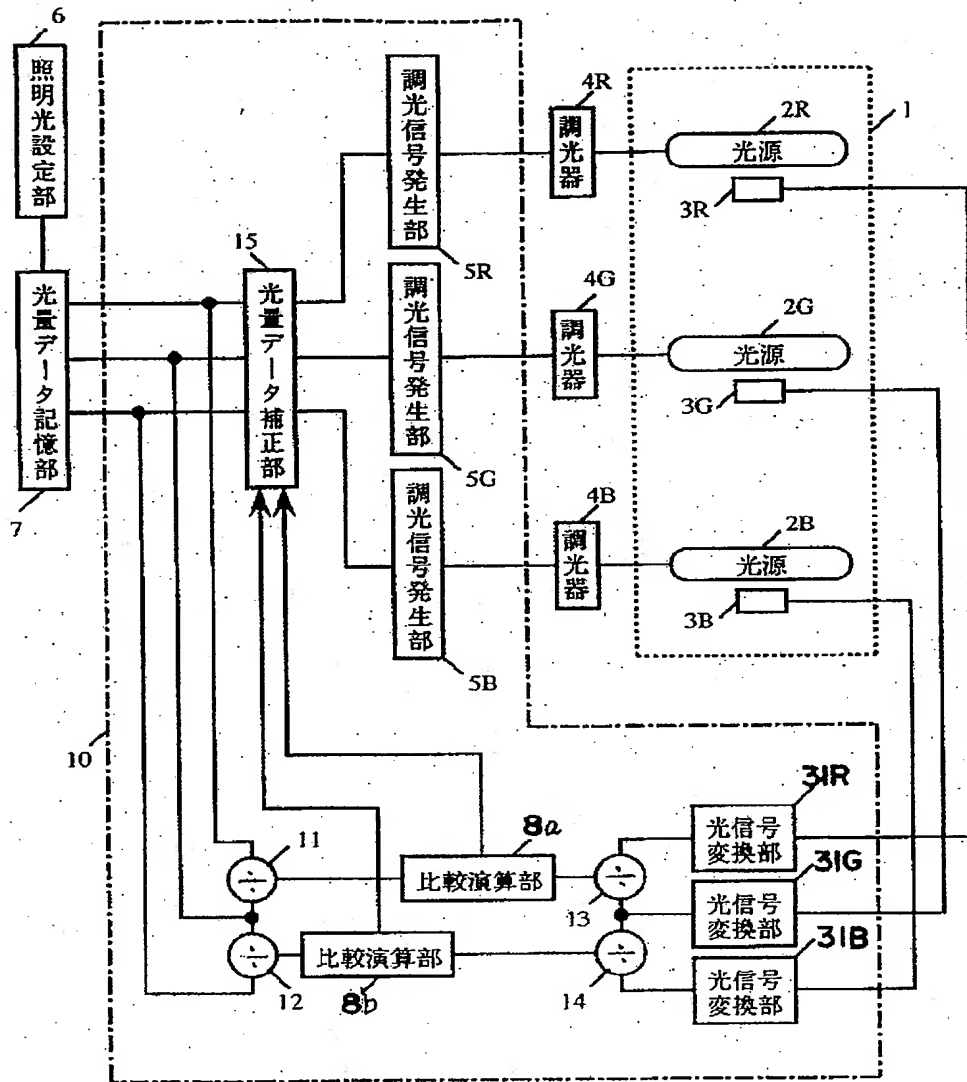 6
照明光設定部
光量データ記憶部
7
10
15
光量データ補正部
調光信号発生部
5R
調光信号発生部
5G
調光信号発生部
5B
4R
調光器
4G
調光器
4B
調光器
1
2R
光源
3R
2G
光源
3G
2B
光源
3B
11
÷
12
÷
8a
比較演算部
比較演算部
8b
13
÷
14
÷
31R
光信号
変換部
31G
光信号
変換部
31B
光信号
変換部